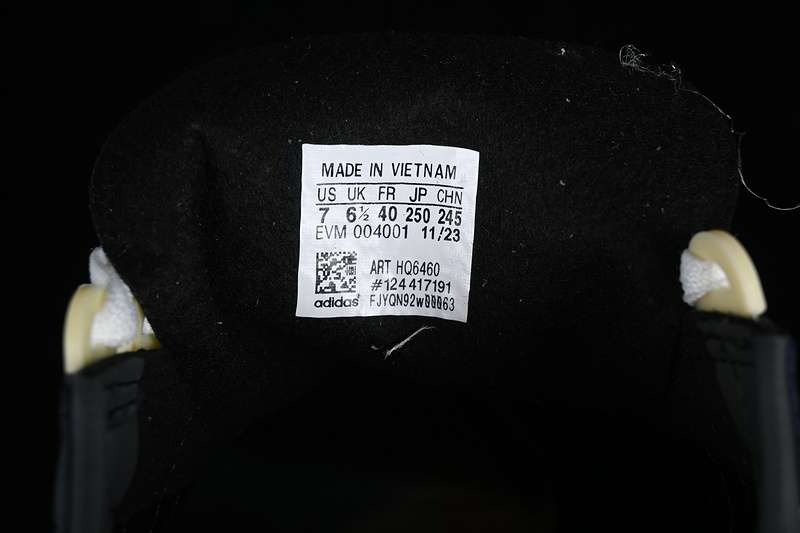 MADE IN VIETNAM
US UK FR JP CHN
7 6½ 40 250 245
EVM 004001 11/23
ART HQ6460
#124417191
adidas FJYQN92w00063